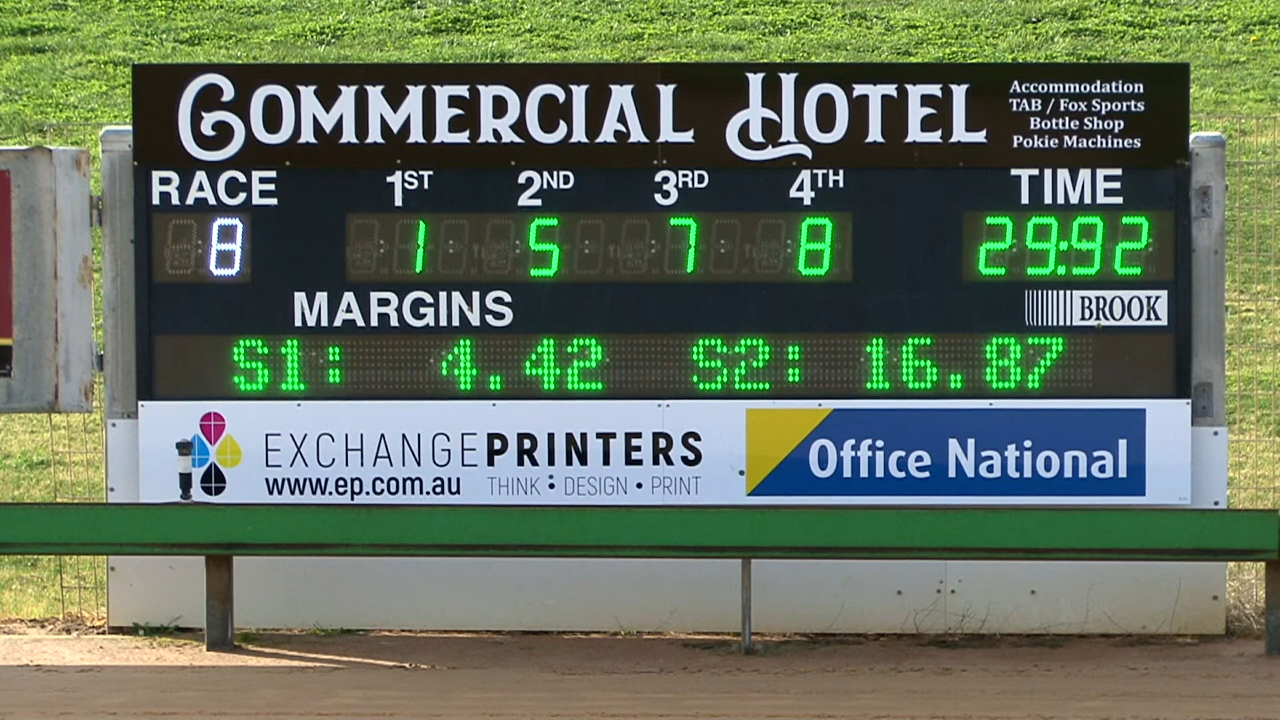 COMMERCIAL HOTEL
Accommodation
TAB / Fox Sports
Bottle Shop
Pokie Machines
RACE 1ST 2ND 3RD 4TH TIME
8 1 5 7 8 29:92
MARGINS
BROOK
S1: 4.42 S2: 16.87
EXCHANGEPRINTERS
www.ep.com.au THINK • DESIGN • PRINT
Office National